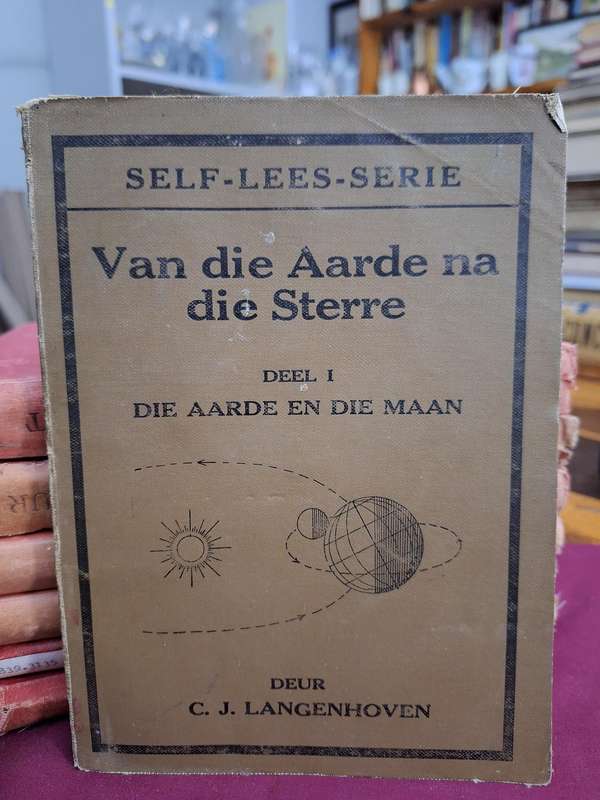 SELF-LEES-SERIE
Van die Aarde na
die Sterre
DEEL I
DIE AARDE EN DIE MAAN
DEUR
C. J. LANGENHOVEN